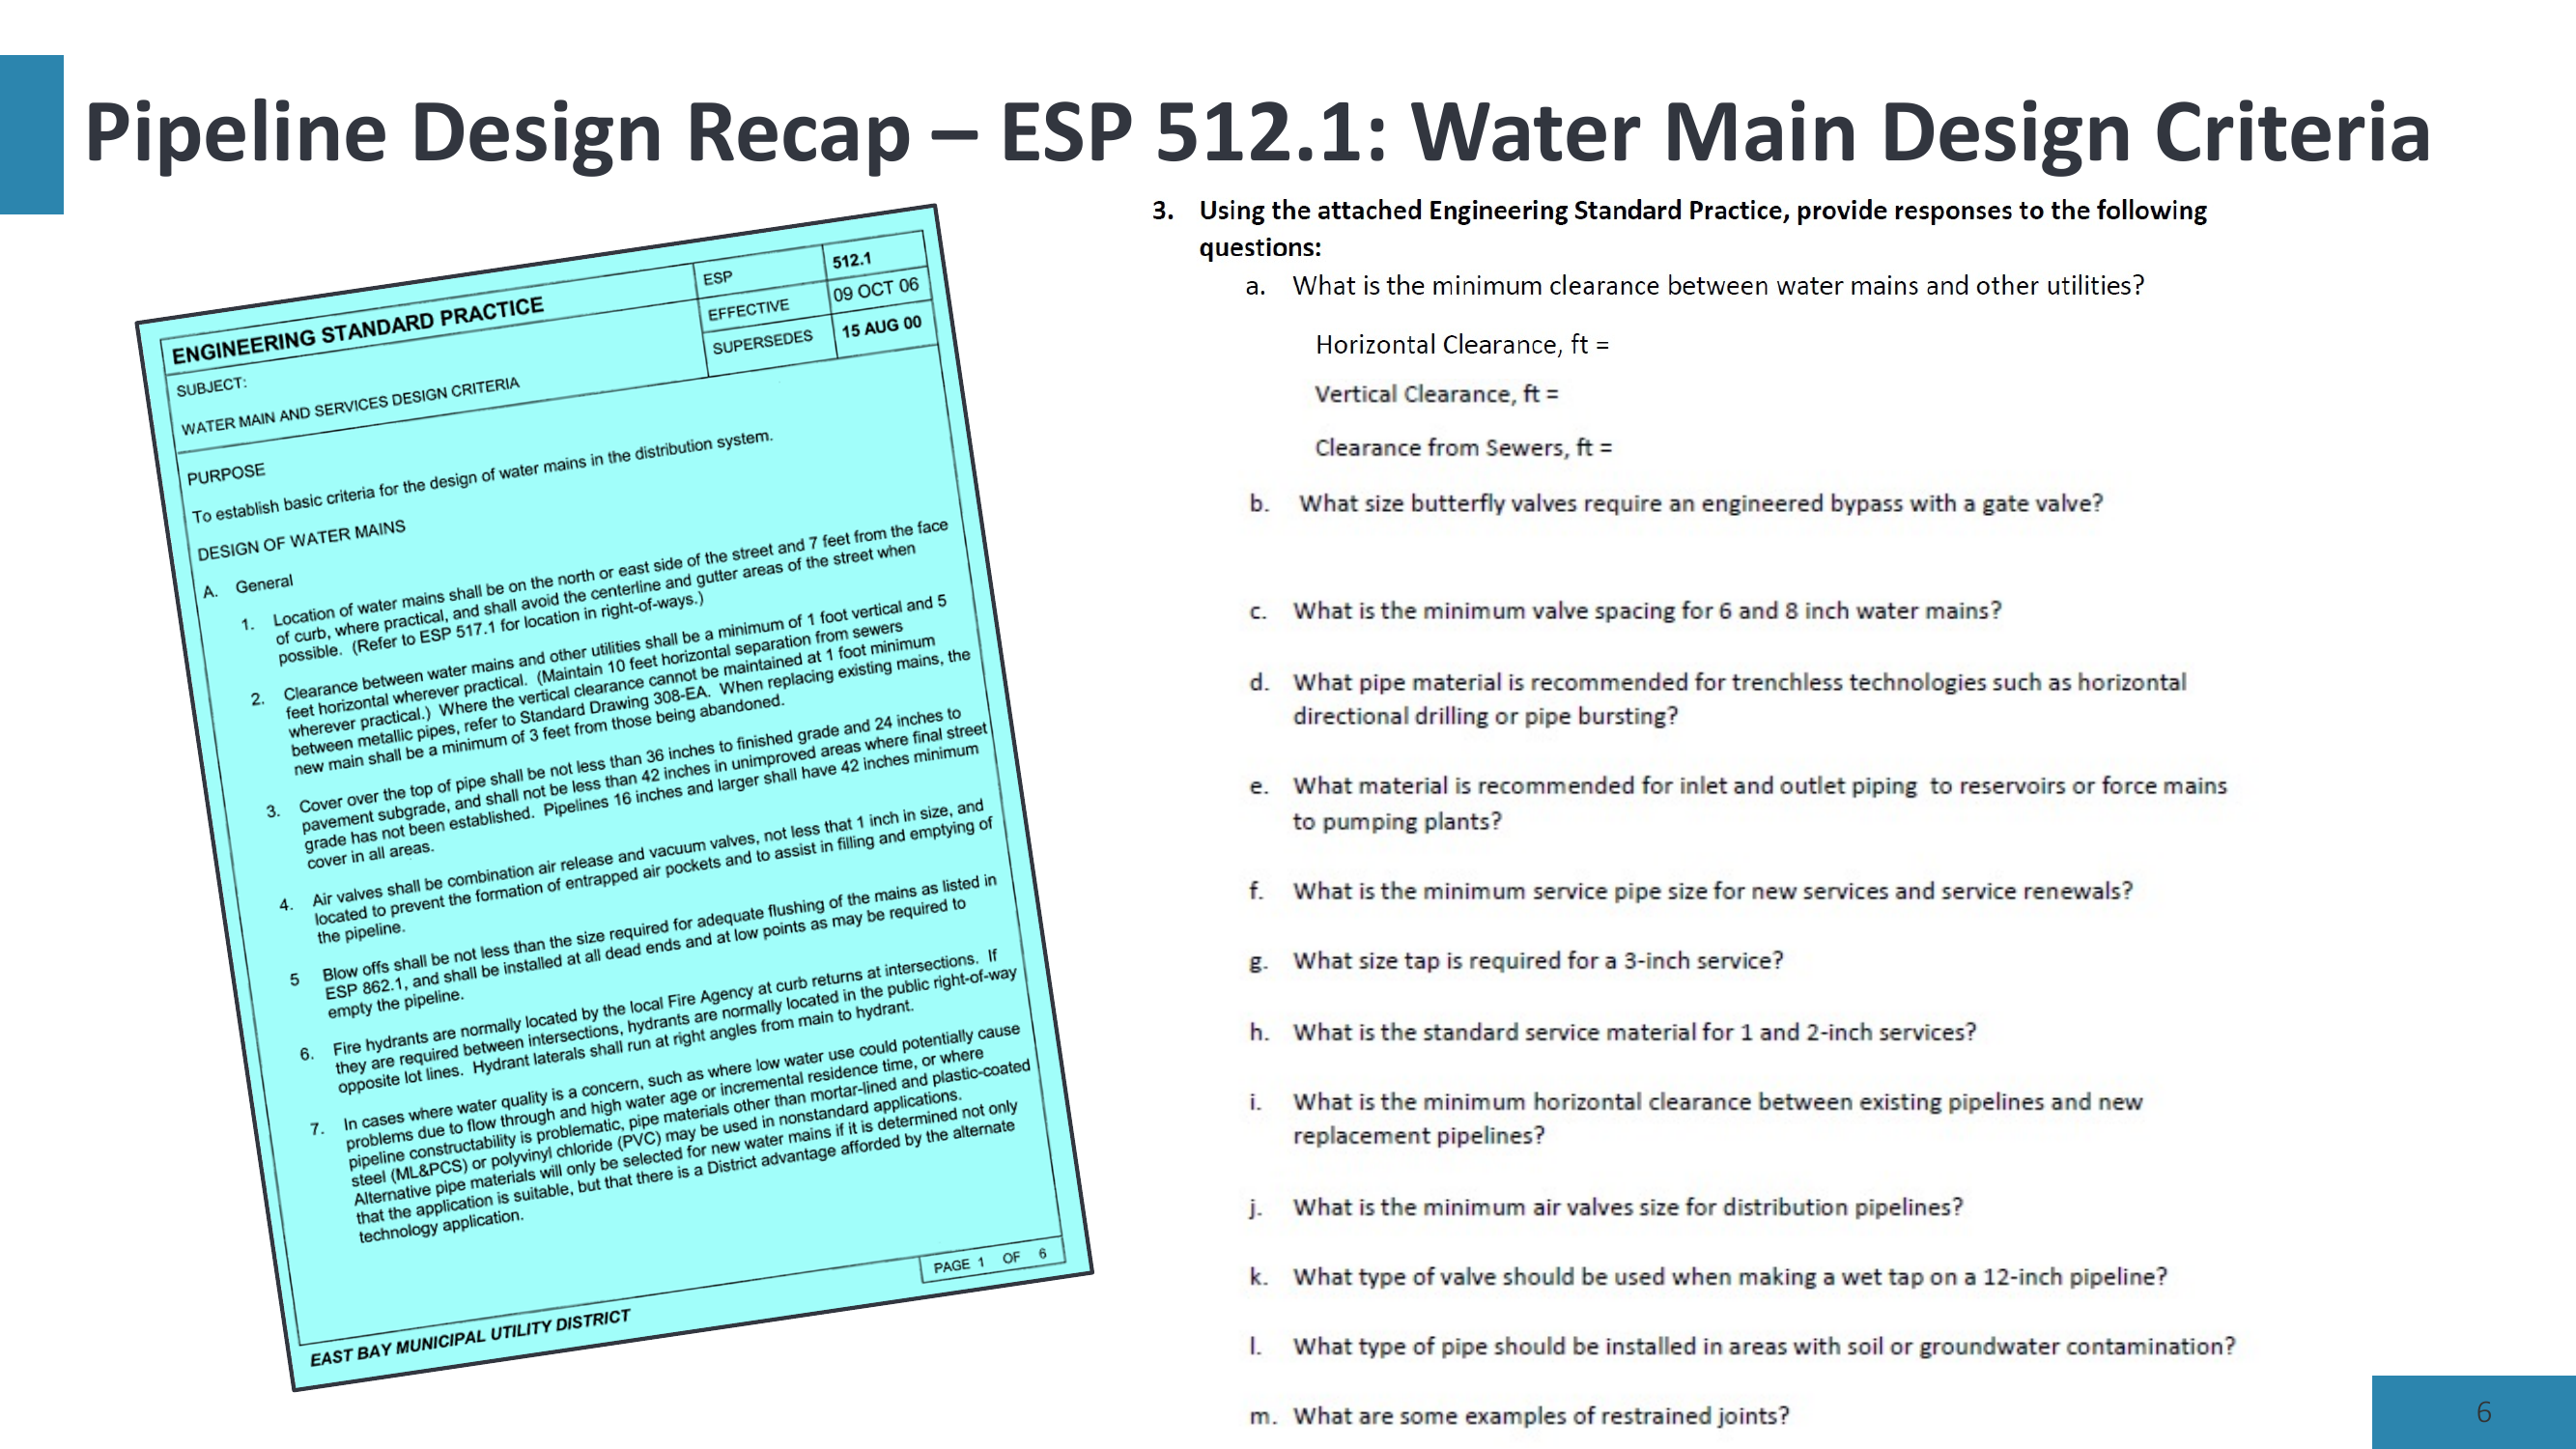 Pipeline Design Recap – ESP 512.1: Water Main Design Criteria
ENGINEERING STANDARD PRACTICE
ESP
512.1
EFFECTIVE
09 OCT 06
SUPERSEDES
15 AUG 00
SUBJECT:
WATER MAIN AND SERVICES DESIGN CRITERIA
PURPOSE
To establish basic criteria for the design of water mains in the distribution system.
DESIGN OF WATER MAINS
A. General
1. Location of water mains shall be on the north or east side of the street and 7 feet from the face
of curb, where practical, and shall avoid the centerline and gutter areas of the street when
possible. (Refer to ESP 517.1 for location in right-of-ways.)
2. Clearance between water mains and other utilities shall be a minimum of 1 foot vertical and 5
feet horizontal wherever practical. (Maintain 10 feet horizontal separation from sewers
wherever practical.) Where the vertical clearance cannot be maintained at 1 foot minimum
between metallic pipes, refer to Standard Drawing 308-EA. When replacing existing mains, the
new main shall be a minimum of 3 feet from those being abandoned.
3. Cover over the top of pipe shall be not less than 36 inches to finished grade and 24 inches to
pavement subgrade, and shall not be less than 42 inches in unimproved areas where final street
grade has not been established. Pipelines 16 inches and larger shall have 42 inches minimum
cover in all areas.
4. Air valves shall be combination air release and vacuum valves, not less that 1 inch in size, and
located to prevent the formation of entrapped air pockets and to assist in filling and emptying of
the pipeline.
5 Blow offs shall be not less than the size required for adequate flushing of the mains as listed in
ESP 862.1, and shall be installed at all dead ends and at low points as may be required to
empty the pipeline.
6. Fire hydrants are normally located by the local Fire Agency at curb returns at intersections. If
they are required between intersections, hydrants are normally located in the public right-of-way
opposite lot lines. Hydrant laterals shall run at right angles from main to hydrant.
7. In cases where water quality is a concern, such as where low water use could potentially cause
problems due to flow through and high water age or incremental residence time, or where
pipeline constructability is problematic, pipe materials other than mortar-lined and plastic-coated
steel (ML&PCS) or polyvinyl chloride (PVC) may be used in nonstandard applications.
Alternative pipe materials will only be selected for new water mains if it is determined not only
that the application is suitable, but that there is a District advantage afforded by the alternate
technology application.
PAGE 1 OF 6
EAST BAY MUNICIPAL UTILITY DISTRICT
3. Using the attached Engineering Standard Practice, provide responses to the following
questions:
a. What is the minimum clearance between water mains and other utilities?
Horizontal Clearance, ft =
Vertical Clearance, ft =
Clearance from Sewers, ft =
b. What size butterfly valves require an engineered bypass with a gate valve?
c. What is the minimum valve spacing for 6 and 8 inch water mains?
d. What pipe material is recommended for trenchless technologies such as horizontal
directional drilling or pipe bursting?
e. What material is recommended for inlet and outlet piping to reservoirs or force mains
to pumping plants?
f. What is the minimum service pipe size for new services and service renewals?
g. What size tap is required for a 3-inch service?
h. What is the standard service material for 1 and 2-inch services?
i. What is the minimum horizontal clearance between existing pipelines and new
replacement pipelines?
j. What is the minimum air valves size for distribution pipelines?
k. What type of valve should be used when making a wet tap on a 12-inch pipeline?
l. What type of pipe should be installed in areas with soil or groundwater contamination?
m. What are some examples of restrained joints?
6